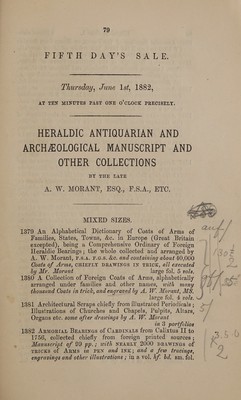 79
FIFTH DAY'S SALE.
Thursday, June 1st, 1882,
AT TEN MINUTES PAST ONE O'CLOCK PRECISELY.
HERALDIC ANTIQUARIAN AND
ARCHÆOLOGICAL MANUSCRIPT AND
OTHER COLLECTIONS
BY THE LATE
A. W. MORANT, ESQ., F.S.A., ETC.
MIXED SIZES.
1379 An Alphabetical Dictionary of Coats of Arms of
Families, States, Towns, &c. in Europe (Great Britain
excepted), being a Comprehensive Ordinary of Foreign
Heraldic Bearings; the whole collected and arranged by
A. W. Morant, F.S.A. F.G.S. &c. and containing about 80,000
Coats of Arms, CHIEFLY DRAWINGS IN TRICK, all executed
by Mr. Morant large fol. 5 vols.
1380 A Collection of Foreign Coats of Arms, alphabetically
arranged under families and other names, with many
thousand Coats in trick, and engraved by A. W. Morant, MS.
large fol. 4 vols.
1381 Architectural Scraps chiefly from Illustrated Periodicals;
Illustrations of Churches and Chapels, Pulpits, Altars,
Organs etc. some after drawings by A. W. Morant
in 3 portfolios
1382 ARMORIAL BEARINGS OF CARDINALS from Calixtus II to
1756, collected chiefly from foreign printed sources;
Manuscript of 99 pp.; WITH NEARLY 2000 DRAWINGS OF
TRICKS OF ARMS IN PEN AND INK; and a few tracings,
engravings and other illustrations; in a vol. hf. bd. sm. fol.